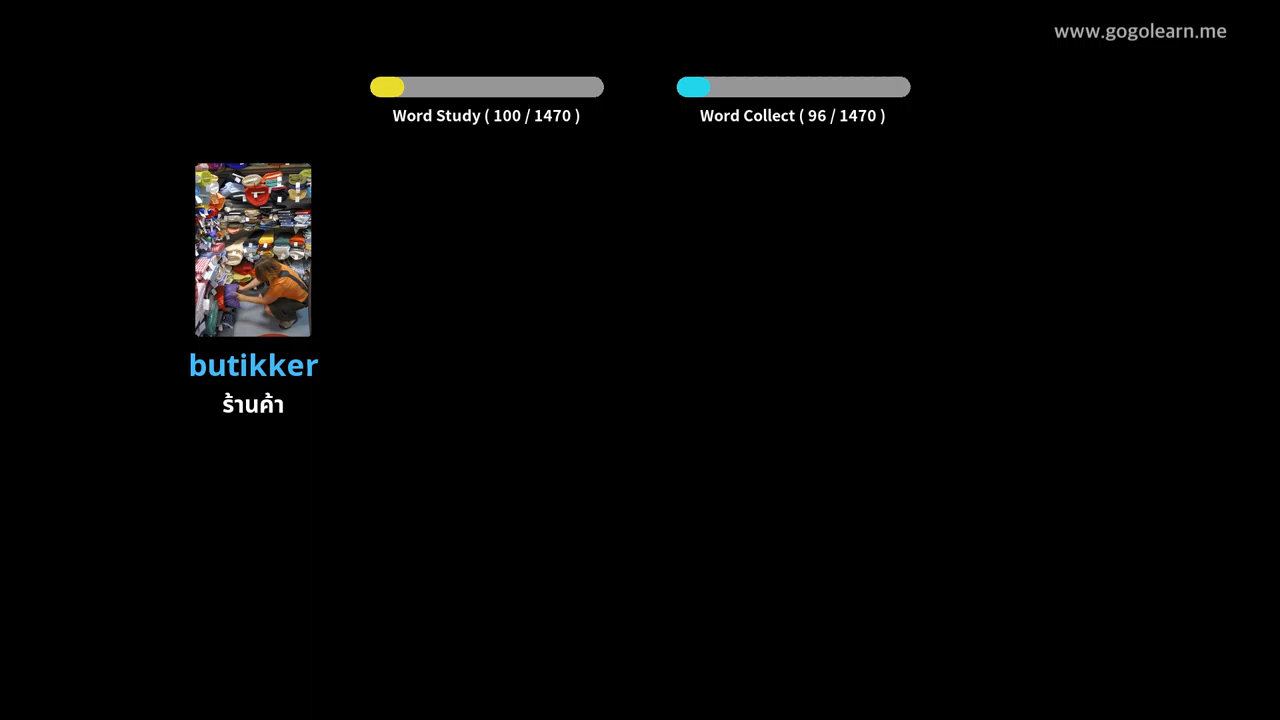 www.gogolearn.me
Word Study ( 100 / 1470 )
Word Collect ( 96 / 1470 )
butikker
ร้านค้า